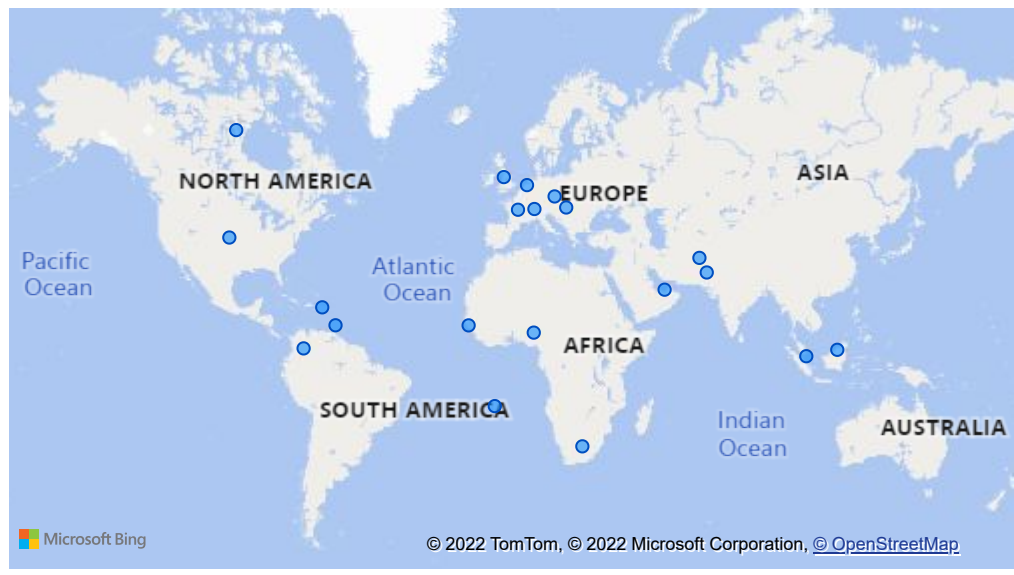 NORTH AMERICA
ASIA
EUROPE
Pacific
Ocean
Atlantic
Ocean
AFRICA
SOUTH AMERICA
Indian
Ocean
AUSTRALIA
Microsoft Bing
© 2022 TomTom, © 2022 Microsoft Corporation, © OpenStreetMap